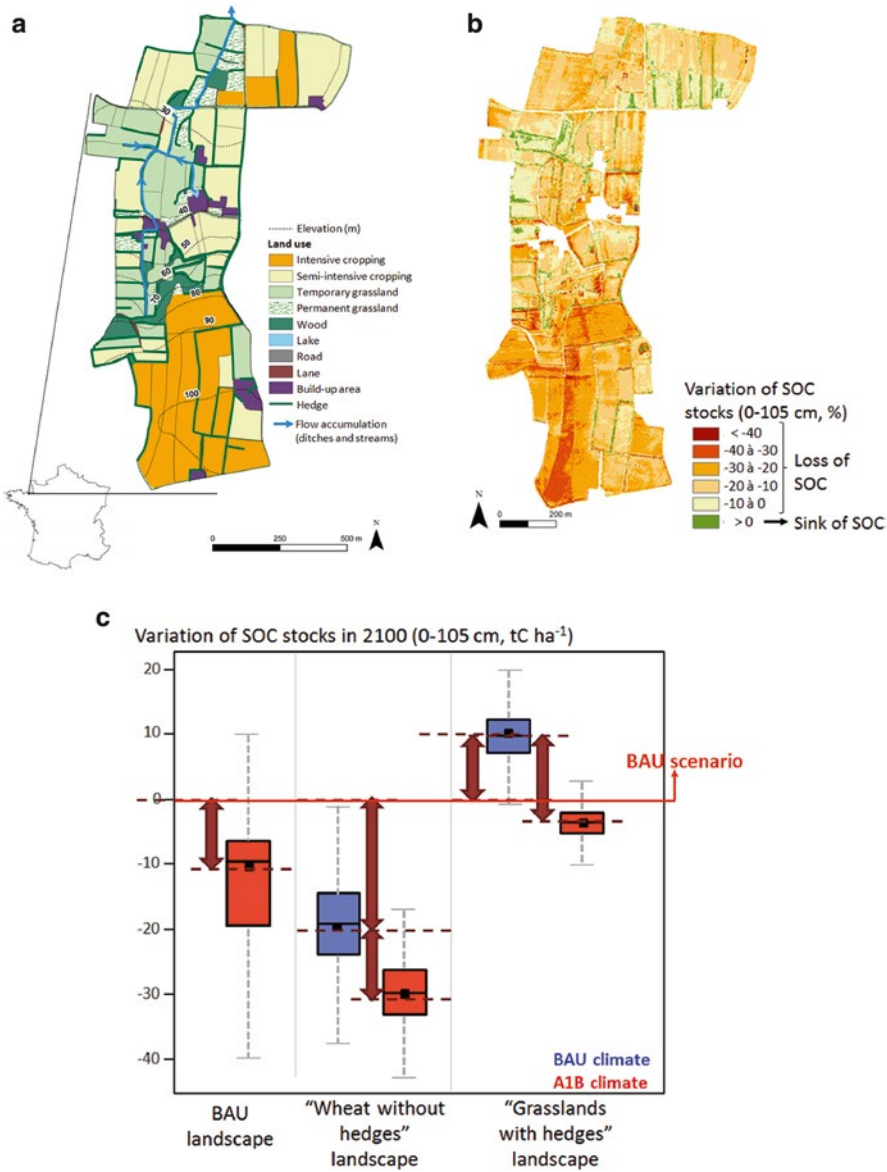 a
30
40
50
60
70
80
90
100
Elevation (m)
Land use
Intensive cropping
Semi-intensive cropping
Temporary grassland
Permanent grassland
Wood
Lake
Road
Lane
Build-up area
Hedge
Flow accumulation
(ditches and streams)
N
0 250 500 m
b
Variation of SOC
stocks (0-105 cm, %)
< -40
-40 à -30
-30 à -20
-20 à -10
-10 à 0
> 0
Loss of
SOC
Sink of SOC
N
0 200 m
c
Variation of SOC stocks in 2100 (0-105 cm, tC ha-1)
20
10
0
-10
-20
-30
-40
BAU scenario
BAU climate
A1B climate
BAU
landscape
“Wheat without
hedges”
landscape
“Grasslands
with hedges”
landscape